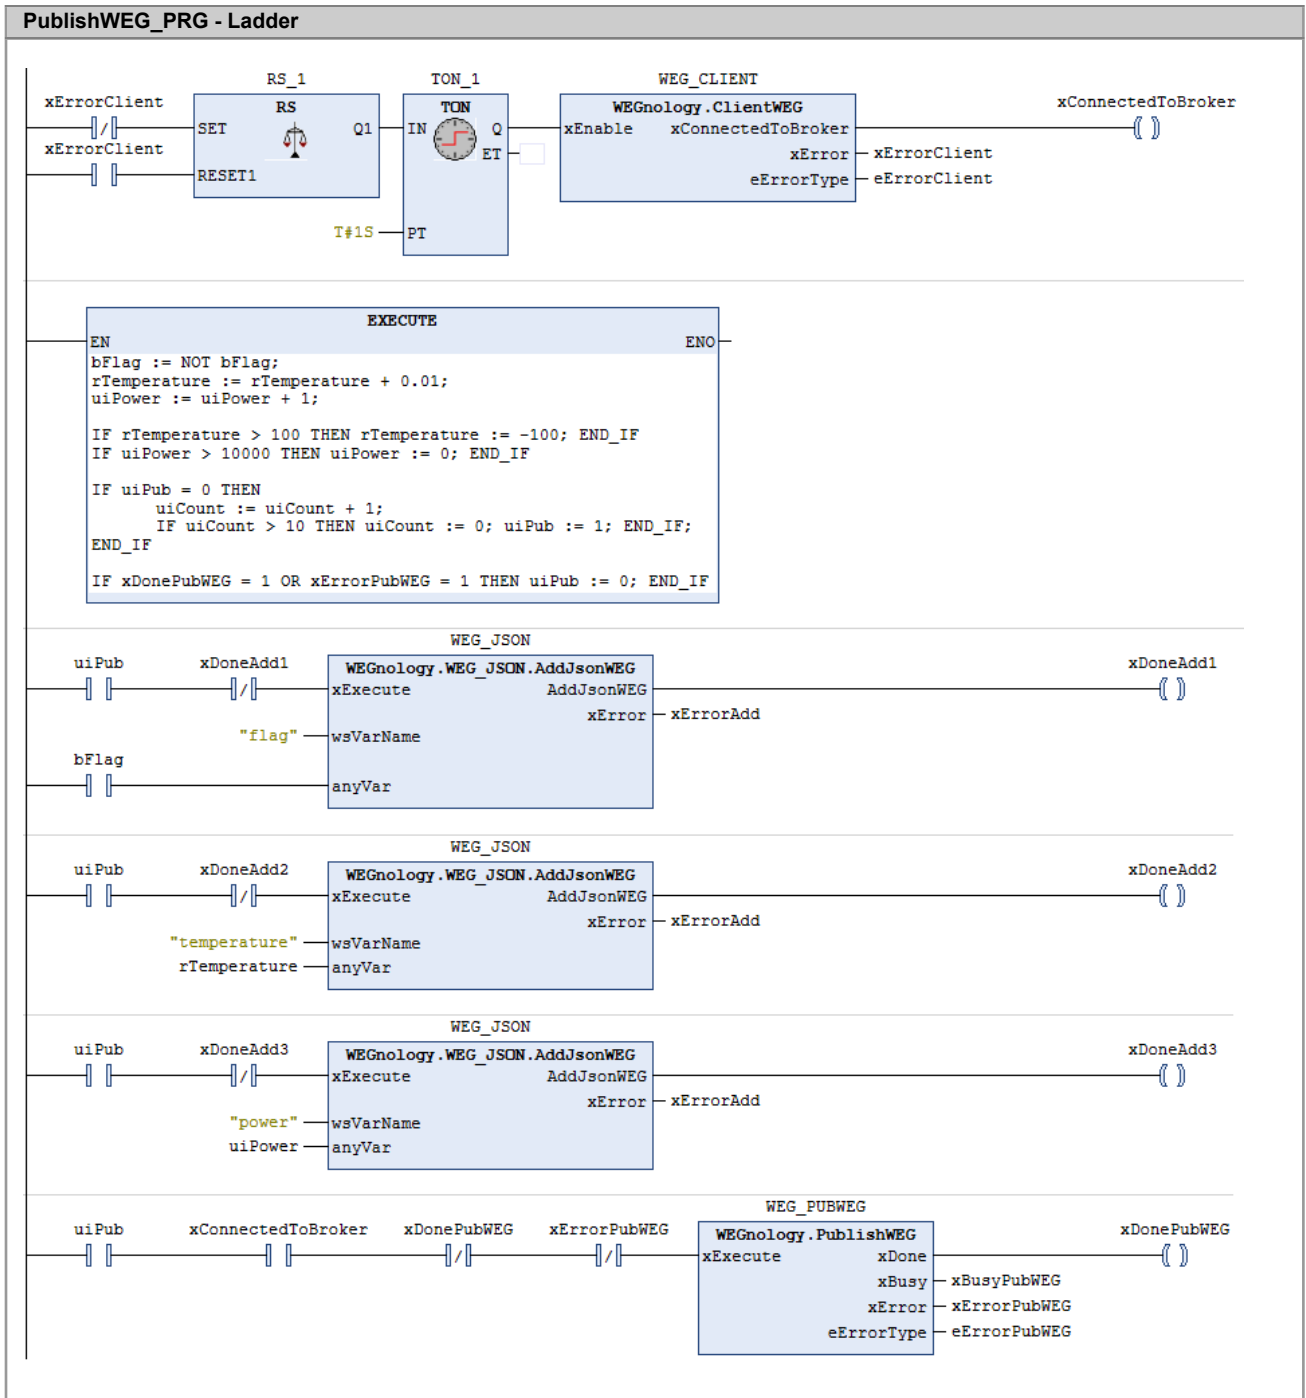 PublishWEG_PRG - Ladder
RS_1 TON_1 WEG_CLIENT
xErrorClient RS TON WEGnology.ClientWEG xConnectedToBroker
SET Q1 IN Q xEnable xConnectedToBroker
xErrorClient ET xError xErrorClient
RESET1 eErrorType eErrorClient
T#1S PT
EXECUTE
EN ENO
bFlag := NOT bFlag;
rTemperature := rTemperature + 0.01;
uiPower := uiPower + 1;
IF rTemperature > 100 THEN rTemperature := -100; END_IF
IF uiPower > 10000 THEN uiPower := 0; END_IF
IF uiPub = 0 THEN
uiCount := uiCount + 1;
IF uiCount > 10 THEN uiCount := 0; uiPub := 1; END_IF;
END_IF
IF xDonePubWEG = 1 OR xErrorPubWEG = 1 THEN uiPub := 0; END_IF
WEG_JSON
uiPub xDoneAdd1 WEGnology.WEG_JSON.AddJsonWEG xDoneAdd1
xExecute AddJsonWEG
xError xErrorAdd
"flag" wsVarName
bFlag
anyVar
WEG_JSON
uiPub xDoneAdd2 WEGnology.WEG_JSON.AddJsonWEG xDoneAdd2
xExecute AddJsonWEG
xError xErrorAdd
"temperature" wsVarName
rTemperature anyVar
WEG_JSON
uiPub xDoneAdd3 WEGnology.WEG_JSON.AddJsonWEG xDoneAdd3
xExecute AddJsonWEG
xError xErrorAdd
"power" wsVarName
uiPower anyVar
WEG_PUBWEG
uiPub xConnectedToBroker xDonePubWEG xErrorPubWEG WEGnology.PublishWEG xDonePubWEG
xExecute xDone
xBusy xBusyPubWEG
xError xErrorPubWEG
eErrorType eErrorPubWEG